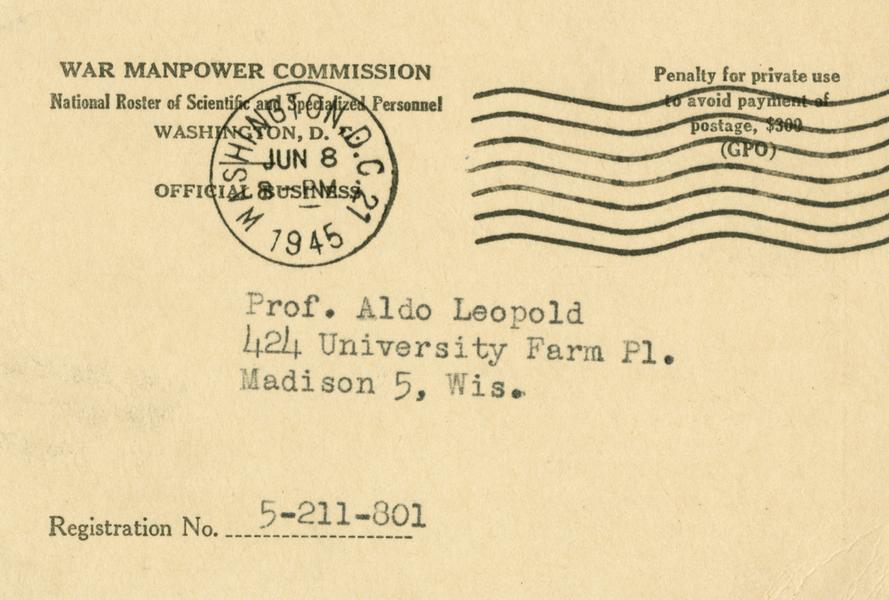 WAR MANPOWER COMMISSION
National Roster of Scientific and Specialized Personnel
WASHINGTON, D. C.
OFFICIAL BUSINESS
WASHINGTON, D.C. 21
JUN 8
8 - PM
1945
Penalty for private use
to avoid payment of
postage, $300
(GPO)
Prof. Aldo Leopold
424 University Farm Pl.
Madison 5, Wis.
Registration No. 5-211-801